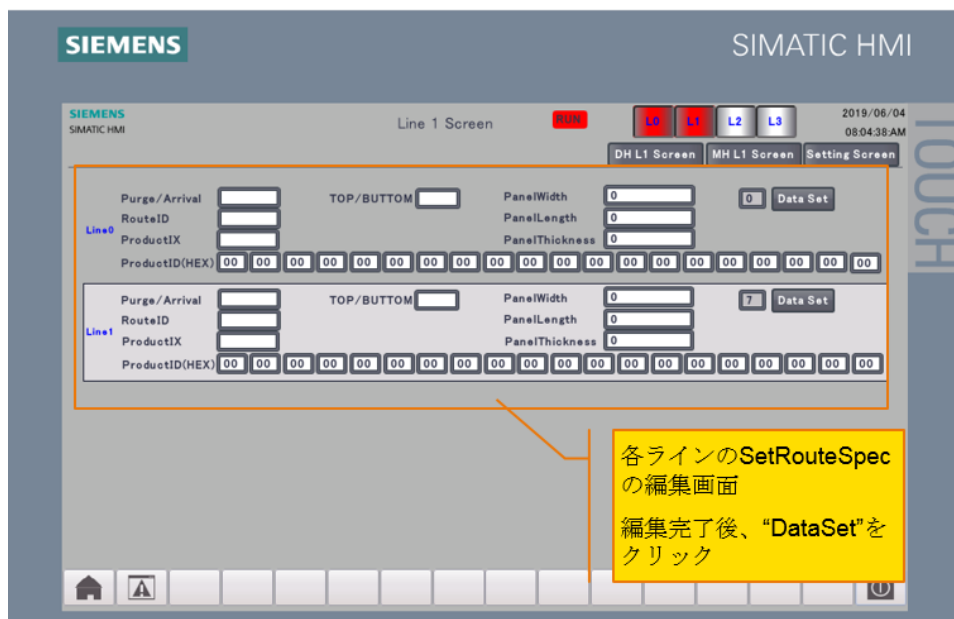 SIEMENS
SIMATIC HMI
TOUCH
SIEMENS
SIMATIC HMI
Line 1 Screen
RUN
L0 L1 L2 L3
2019/06/04
08:04:38:AM
DH L1 Screen MH L1 Screen Setting Screen
Line0
Purge/Arrival TOP/BUTTOM PanelWidth 0 0 Data Set
RouteID PanelLength 0
ProductIX PanelThickness 0
ProductID(HEX) 00 00 00 00 00 00 00 00 00 00 00 00 00 00 00 00 00 00 00 00
Line1
Purge/Arrival TOP/BUTTOM PanelWidth 0 7 Data Set
RouteID PanelLength 0
ProductIX PanelThickness 0
ProductID(HEX) 00 00 00 00 00 00 00 00 00 00 00 00 00 00 00 00 00 00 00 00
各ラインのSetRouteSpec
の編集画面
編集完了後、“DataSet”を
クリック
A